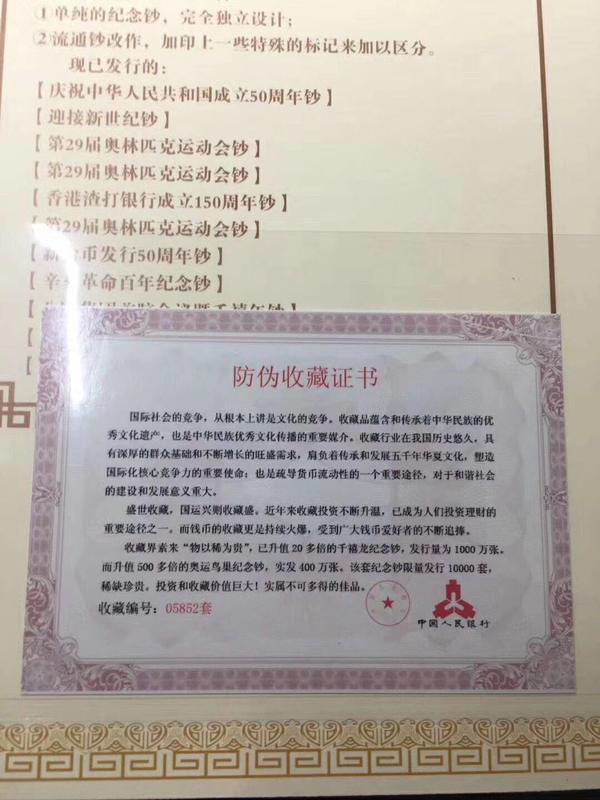 ①单纯的纪念钞，完全独立设计；
②流通钞改作，加印上一些特殊的标记来加以区分。
现已发行的：
【庆祝中华人民共和国成立50周年钞】
【迎接新世纪钞】
【第29届奥林匹克运动会钞】
【第29届奥林匹克运动会钞】
【香港渣打银行成立150周年钞】
【第29届奥林匹克运动会钞】
【新 币发行50周年钞】
【辛亥革命百年纪念钞】
防伪收藏证书
国际社会的竞争，从根本上讲是文化的竞争。收藏品蕴含和传承着中华民族的优
秀文化遗产，也是中华民族优秀文化传播的重要媒介。收藏行业在我国历史悠久，具
有深厚的群众基础和不断增长的旺盛需求，肩负着传承和发展五千年华夏文化，塑造
国际化核心竞争力的重要使命；也是疏导货币流动性的一个重要途径，对于和谐社会
的建设和发展意义重大。
盛世收藏，国运兴则收藏盛。近年来收藏投资不断升温，已成为人们投资理财的
重要途径之一。而钱币的收藏更是持续火爆，受到广大钱币爱好者的不断追捧。
收藏界素来“物以稀为贵”，已升值20多倍的千禧龙纪念钞，发行量为1000万张。
而升值500多倍的奥运鸟巢纪念钞，实发400万张。该套纪念钞限量发行10000套，
稀缺珍贵。投资和收藏价值巨大！实属不可多得的佳品。
收藏编号：05852套
中国人民银行